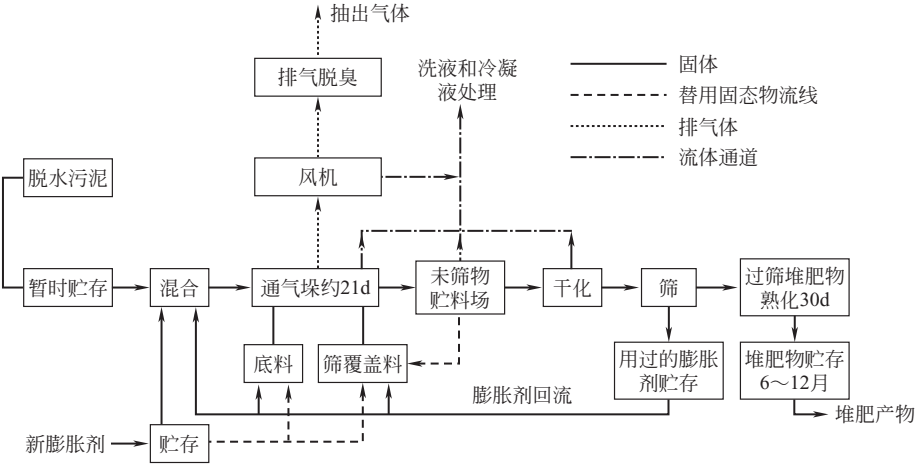 抽出气体
排气脱臭
洗液和冷凝
液处理
固体
替用固态物流线
排气体
流体通道
脱水污泥
风机
暂时贮存
混合
通气垛约21d
未筛物
贮料场
干化
筛
过筛堆肥物
熟化30d
底料
筛覆盖料
用过的膨胀
剂贮存
堆肥物贮存
6～12月
膨胀剂回流
堆肥产物
新膨胀剂
贮存